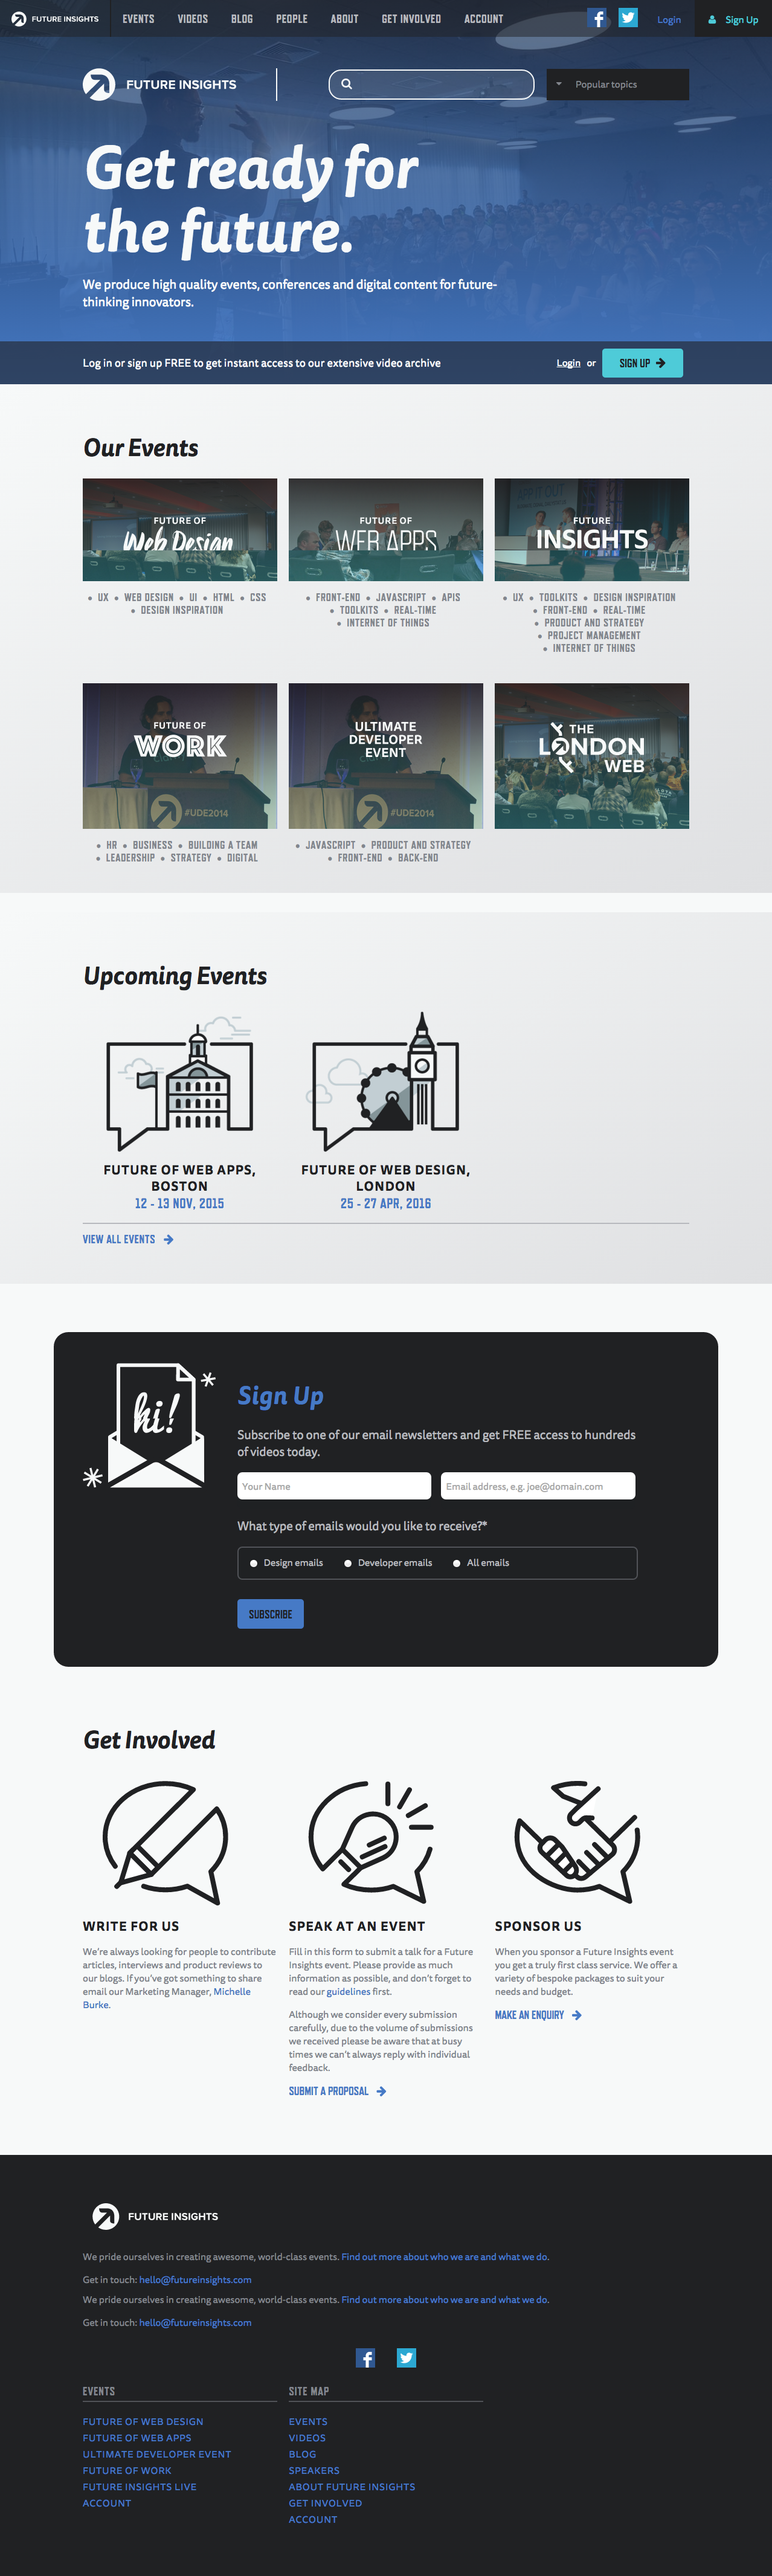 FUTURE INSIGHTS
EVENTS VIDEOS BLOG PEOPLE ABOUT GET INVOLVED ACCOUNT
Login
Sign Up
FUTURE INSIGHTS
Popular topics
Get ready for
the future.
We produce high quality events, conferences and digital content for future-
thinking innovators.
Log in or sign up FREE to get instant access to our extensive video archive
Login or SIGN UP
Our Events
FUTURE OF
Web Design
FUTURE OF
WEB APPS
FUTURE
INSIGHTS
• UX • WEB DESIGN • UI • HTML • CSS
• DESIGN INSPIRATION
• FRONT-END • JAVASCRIPT • APIS
• TOOLKITS • REAL-TIME
• INTERNET OF THINGS
• UX • TOOLKITS • DESIGN INSPIRATION
• FRONT-END • REAL-TIME
• PRODUCT AND STRATEGY
• PROJECT MANAGEMENT
• INTERNET OF THINGS
FUTURE OF
WORK
#UDE2014
ULTIMATE
DEVELOPER
EVENT
#UDE2014
THE
LONDON
WEB
• HR • BUSINESS • BUILDING A TEAM
• LEADERSHIP • STRATEGY • DIGITAL
• JAVASCRIPT • PRODUCT AND STRATEGY
• FRONT-END • BACK-END
Upcoming Events
FUTURE OF WEB APPS,
BOSTON
12 - 13 NOV, 2015
FUTURE OF WEB DESIGN,
LONDON
25 - 27 APR, 2016
VIEW ALL EVENTS
hi!
Sign Up
Subscribe to one of our email newsletters and get FREE access to hundreds
of videos today.
Your Name
Email address, e.g. joe@domain.com
What type of emails would you like to receive?*
Design emails
Developer emails
All emails
SUBSCRIBE
Get Involved
WRITE FOR US
We're always looking for people to contribute
articles, interviews and product reviews to
our blogs. If you've got something to share
email our Marketing Manager, Michelle
Burke.
SPEAK AT AN EVENT
Fill in this form to submit a talk for a Future
Insights event. Please provide as much
information as possible, and don't forget to
read our guidelines first.
Although we consider every submission
carefully, due to the volume of submissions
we received please be aware that at busy
times we can't always reply with individual
feedback.
SUBMIT A PROPOSAL
SPONSOR US
When you sponsor a Future Insights event
you get a truly first class service. We offer a
variety of bespoke packages to suit your
needs and budget.
MAKE AN ENQUIRY
FUTURE INSIGHTS
We pride ourselves in creating awesome, world-class events. Find out more about who we are and what we do.
Get in touch: hello@futureinsights.com
We pride ourselves in creating awesome, world-class events. Find out more about who we are and what we do.
Get in touch: hello@futureinsights.com
EVENTS
FUTURE OF WEB DESIGN
FUTURE OF WEB APPS
ULTIMATE DEVELOPER EVENT
FUTURE OF WORK
FUTURE INSIGHTS LIVE
ACCOUNT
SITE MAP
EVENTS
VIDEOS
BLOG
SPEAKERS
ABOUT FUTURE INSIGHTS
GET INVOLVED
ACCOUNT